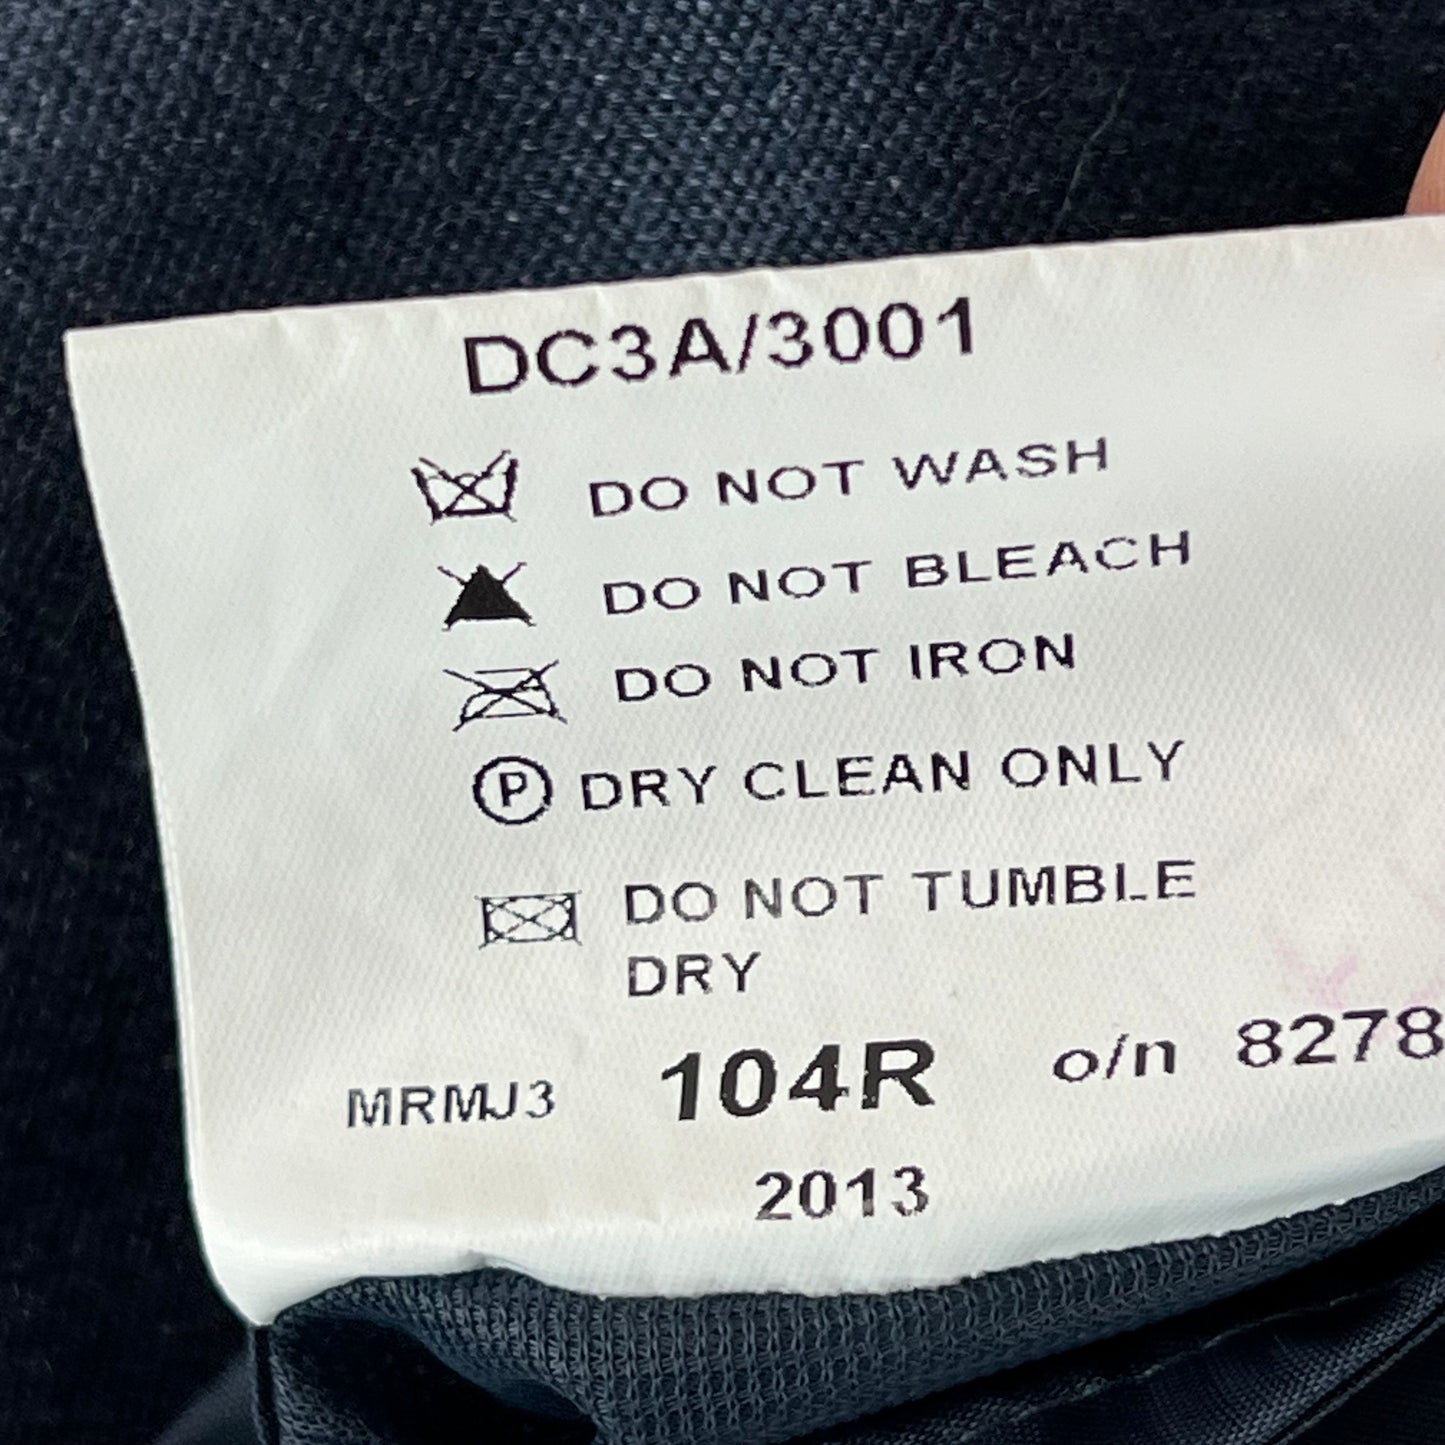 DC3A/3001
DO NOT WASH
DO NOT BLEACH
DO NOT IRON
P DRY CLEAN ONLY
DO NOT TUMBLE
DRY
MRMJ3 104R o/n 8278
2013